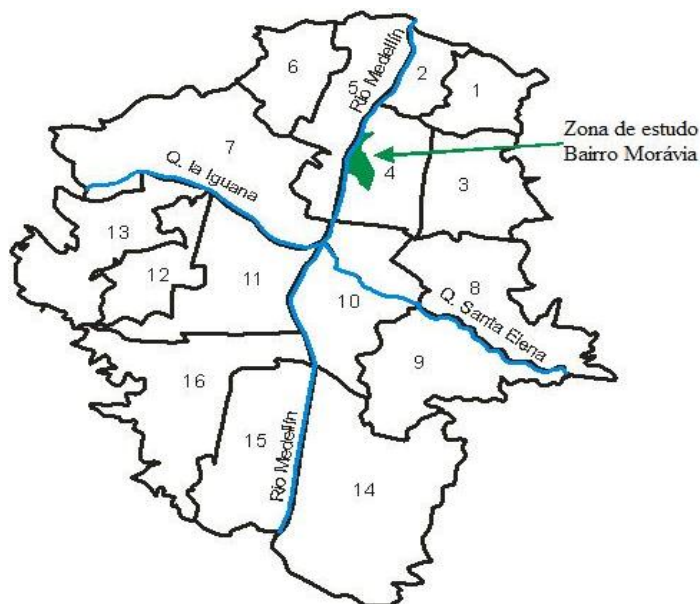 6
5
Rio Medellín
2
1
Zona de estudo
Bairro Morávia
7
Q. la Iguana
4
3
13
12
11
10
8
Q. Santa Elena
9
16
15
Rio Medellín
14